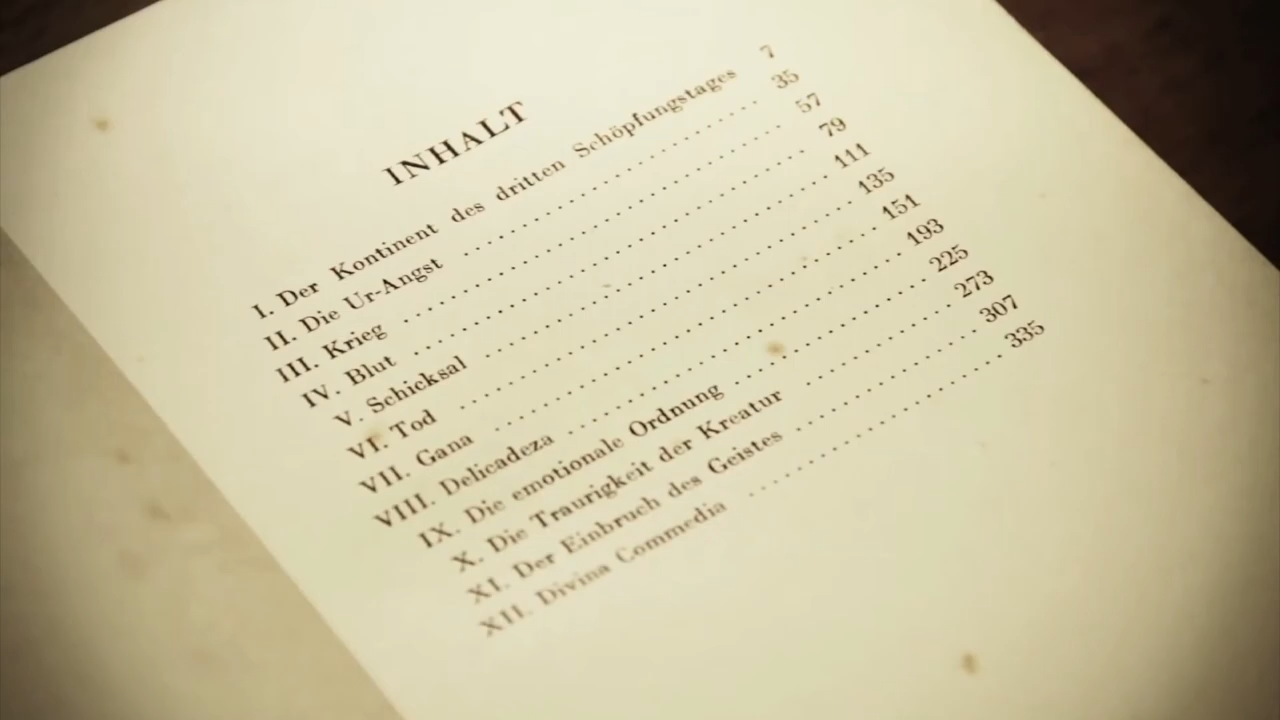 INHALT
I. Der Kontinent des dritten Schöpfungstages 7
II. Die Ur-Angst .......... 35
III. Krieg .......... 57
IV. Blut .......... 79
V. Schicksal .......... 111
VI. Tod .......... 135
VII. Gana .......... 151
VIII. Delicadeza .......... 193
IX. Die emotionale Ordnung .......... 225
X. Die Traurigkeit der Kreatur .......... 273
XI. Der Einbruch des Geistes .......... 307
XII. Divina Commedia .......... 335